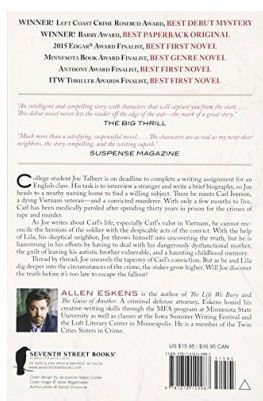 WINNER! LEFT COAST CRIME ROSEBUD AWARD, BEST DEBUT MYSTERY
WINNER! BARRY AWARD, BEST PAPERBACK ORIGINAL
2015 EDGAR® AWARD FINALIST, BEST FIRST NOVEL
MINNESOTA BOOK AWARD FINALIST, BEST GENRE NOVEL
ANTHONY AWARD FINALIST, BEST FIRST NOVEL
ITW THRILLER AWARDS FINALIST, BEST FIRST NOVEL
"An intelligent and compelling story with characters that will capture you from the start.
This debut novel never lets the reader off the edge of the seat—the mark of a great story."
THE BIG THRILL
"Much more than a satisfying, suspenseful novel. . . . The characters are as real as my next-door
neighbors, the story compelling, and the writing superb."
SUSPENSE MAGAZINE
College student Joe Talbert is on deadline to complete a writing assignment for an
English class. His task is to interview a stranger and write a brief biography, so Joe
heads to a nearby nursing home to find a willing subject. There he meets Carl Iverson, a
dying Vietnam veteran—and a convicted murderer. With only a few months to live,
Carl has been medically paroled after spending thirty years in prison for the crimes of
rape and murder.
As Joe writes about Carl's life, especially Carl's valor in Vietnam, he cannot
reconcile the heroism of the soldier with the despicable acts of the convict. With the help
of Lila, his skeptical neighbor, Joe throws himself into uncovering the truth, but he is
hamstrung in his efforts by having to deal with his dangerously dysfunctional mother,
the guilt of leaving his autistic brother vulnerable, and a haunting childhood memory.
Thread by thread, Joe unravels the tapestry of Carl's conviction. But as he and Lila
dig deeper into the circumstances of the crime, the stakes grow higher. Will Joe discover
the truth before it's too late to escape the fallout?
ALLEN ESKENS is the author of The Life We Bury and
The Guise of Another. A criminal defense attorney, Eskens honed his
creative-writing skills through the MFA program at Minnesota State
University as well as classes at the Iowa Summer Writing Festival and
the Loft Literary Center in Minneapolis. He is a member of the Twin
Cities Sisters in Crime.
SEVENTH STREET BOOKS®
www.seventhstreetbooks.com
US $15.95 / $16.95 CAN